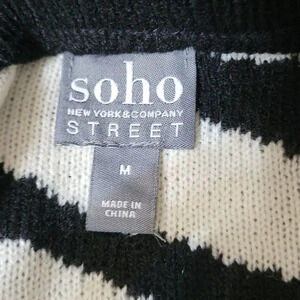 soho
NEW YORK & COMPANY
STREET
M
MADE IN
CHINA